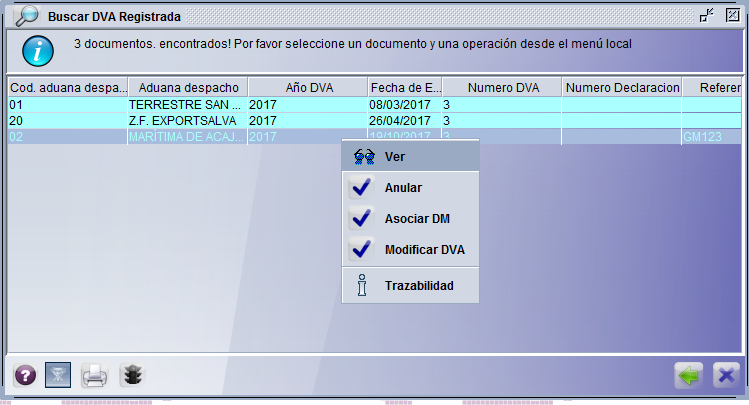 Buscar DVA Registrada
3 documentos. encontrados! Por favor seleccione un documento y una operación desde el menú local
Cod. aduana despa... Aduana despacho Año DVA Fecha de E... Numero DVA Numero Declaracion Referen
01 TERRESTRE SAN ... 2017 08/03/2017 3
20 Z.F. EXPORTSALVA 2017 26/04/2017 3
02 MARÍTIMA DE ACAJ... 2017 19/10/2017 3 GM123
Ver
Anular
Asociar DM
Modificar DVA
Trazabilidad